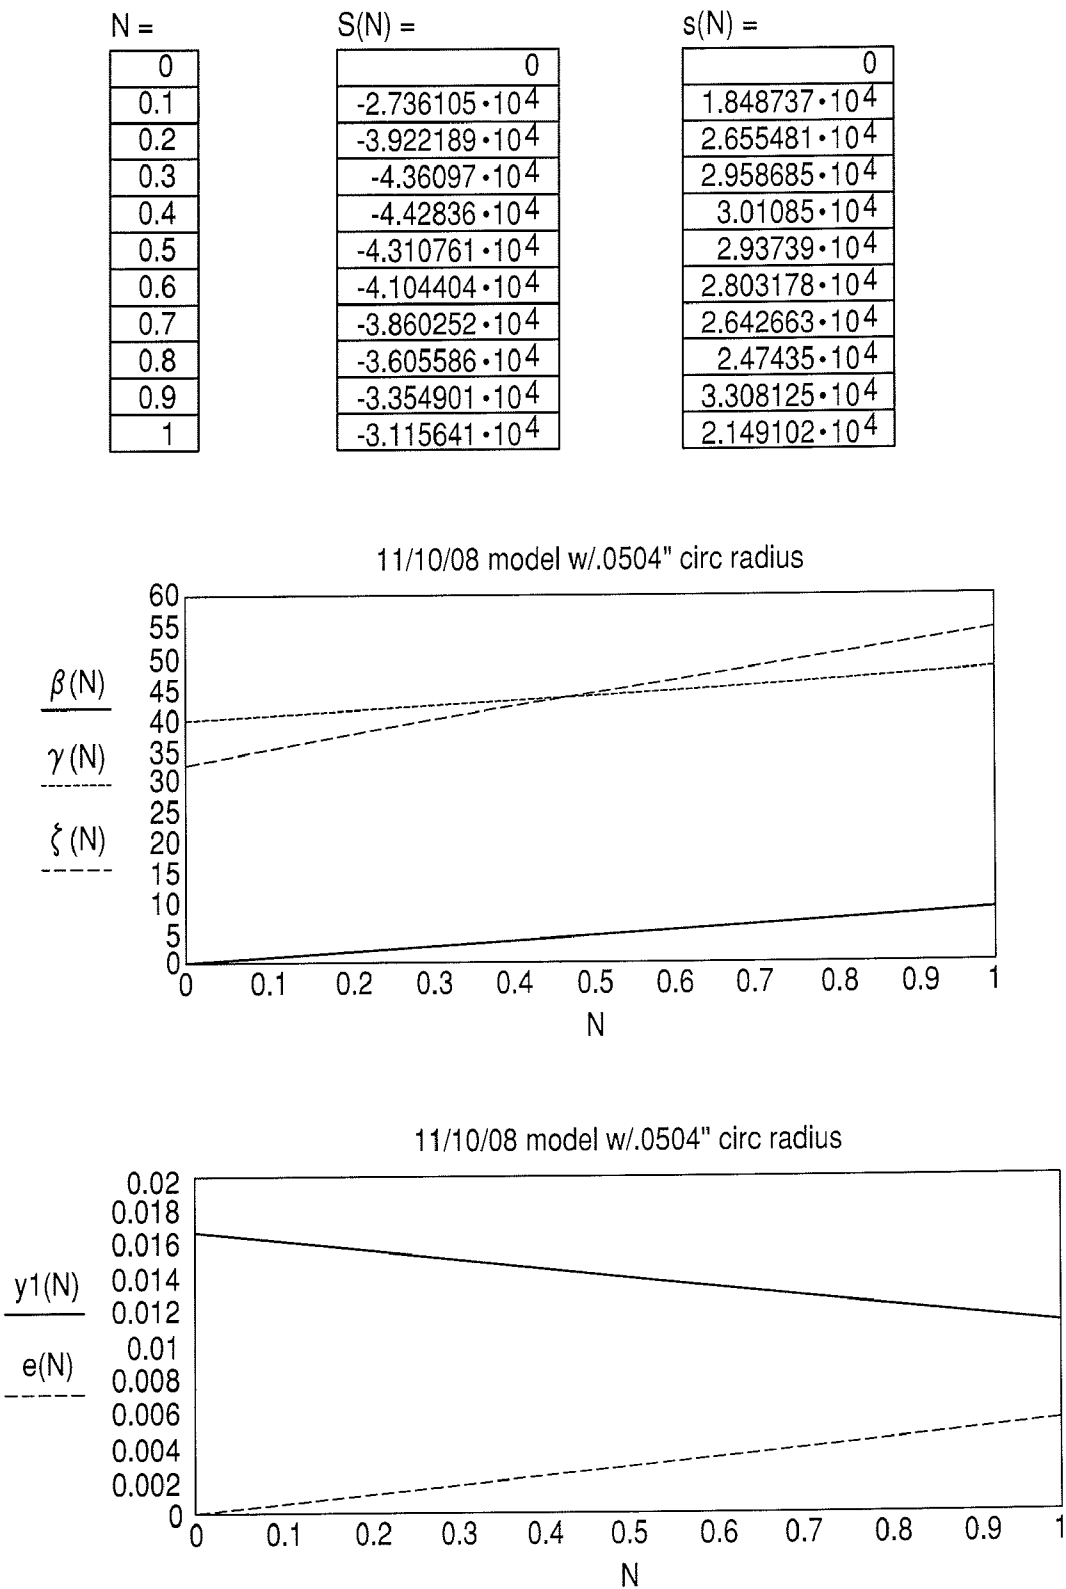 N = S(N) = s(N) =
0 0 0
0.1 -2.736105•10 4 1.848737•10 4
0.2 -3.922189•10 4 2.655481•10 4
0.3 -4.36097•10 4 2.958685•10 4
0.4 -4.42836•10 4 3.01085•10 4
0.5 -4.310761•10 4 2.93739•10 4
0.6 -4.104404•10 4 2.803178•10 4
0.7 -3.860252•10 4 2.642663•10 4
0.8 -3.605586•10 4 2.47435•10 4
0.9 -3.354901•10 4 3.308125•10 4
1 -3.115641•10 4 2.149102•10 4
11/10/08 model w/.0504" circ radius
β(N)
γ(N)
ζ(N)
60
55
50
45
40
35
30
25
20
15
10
5
0
0 0.1 0.2 0.3 0.4 0.5 0.6 0.7 0.8 0.9 1
N
11/10/08 model w/.0504" circ radius
y1(N)
e(N)
0.02
0.018
0.016
0.014
0.012
0.01
0.008
0.006
0.004
0.002
0
0 0.1 0.2 0.3 0.4 0.5 0.6 0.7 0.8 0.9 1
N